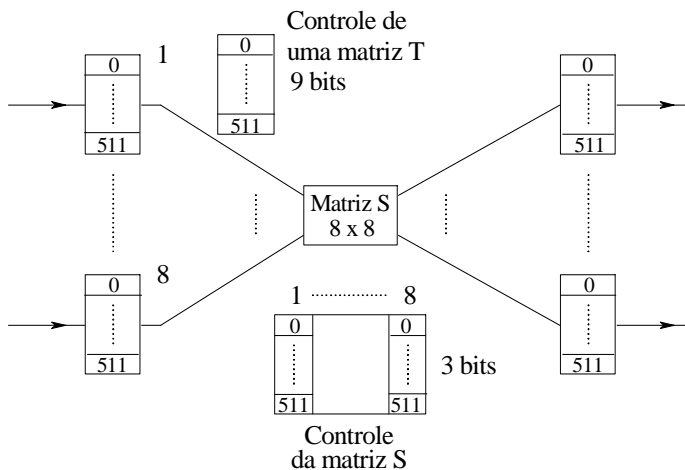 Controle de
uma matriz T
9 bits
0
1
0
0
511
511
511
Matriz S
8 x 8
0
8
0
511
511
1 8
0 0
3 bits
511 511
Controle
da matriz S